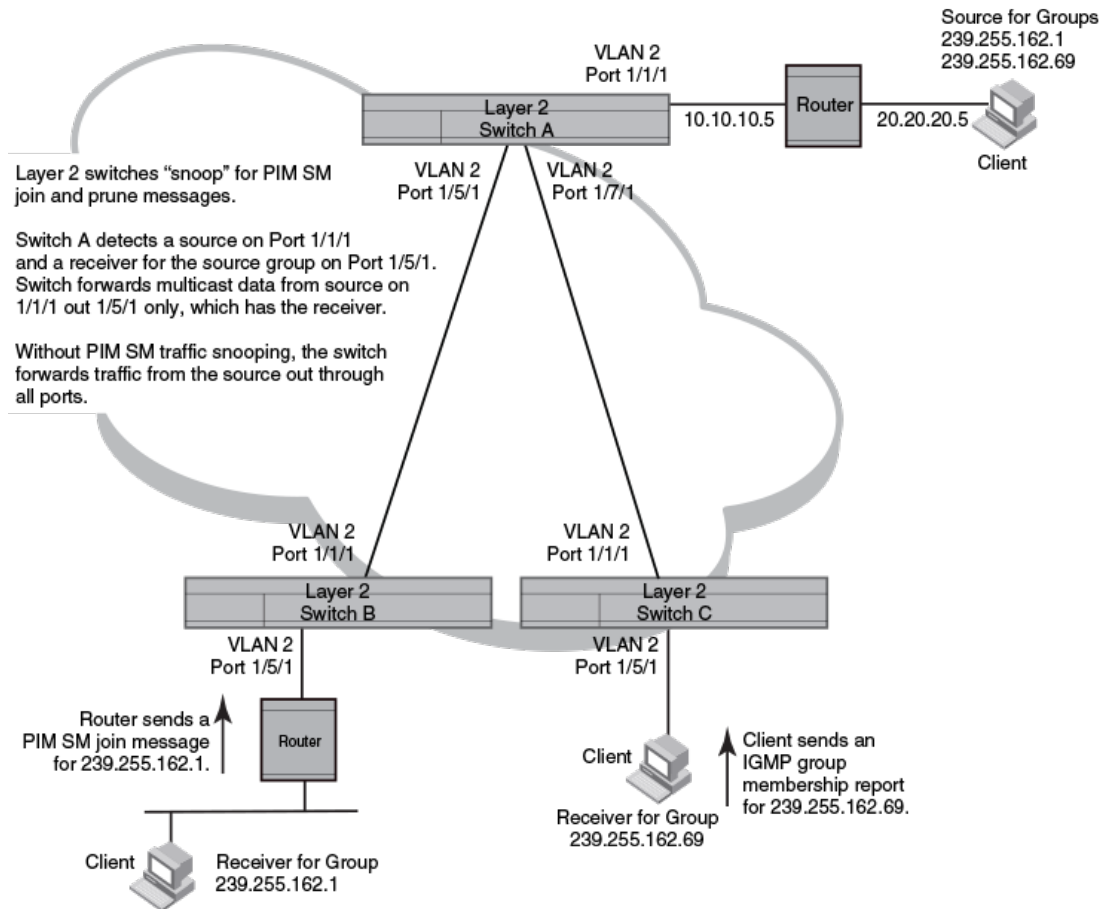 Source for Groups
239.255.162.1
239.255.162.69
VLAN 2
Port 1/1/1
Layer 2
Switch A
10.10.10.5
Router
20.20.20.5
Client
VLAN 2
Port 1/5/1
VLAN 2
Port 1/7/1
Layer 2 switches “snoop” for PIM SM
join and prune messages.
Switch A detects a source on Port 1/1/1
and a receiver for the source group on Port 1/5/1.
Switch forwards multicast data from source on
1/1/1 out 1/5/1 only, which has the receiver.
Without PIM SM traffic snooping, the switch
forwards traffic from the source out through
all ports.
VLAN 2
Port 1/1/1
VLAN 2
Port 1/1/1
Layer 2
Switch B
Layer 2
Switch C
VLAN 2
Port 1/5/1
VLAN 2
Port 1/5/1
Router sends a
PIM SM join message
for 239.255.162.1.
Router
Client
Client sends an
IGMP group
membership report
for 239.255.162.69.
Receiver for Group
239.255.162.69
Client
Receiver for Group
239.255.162.1